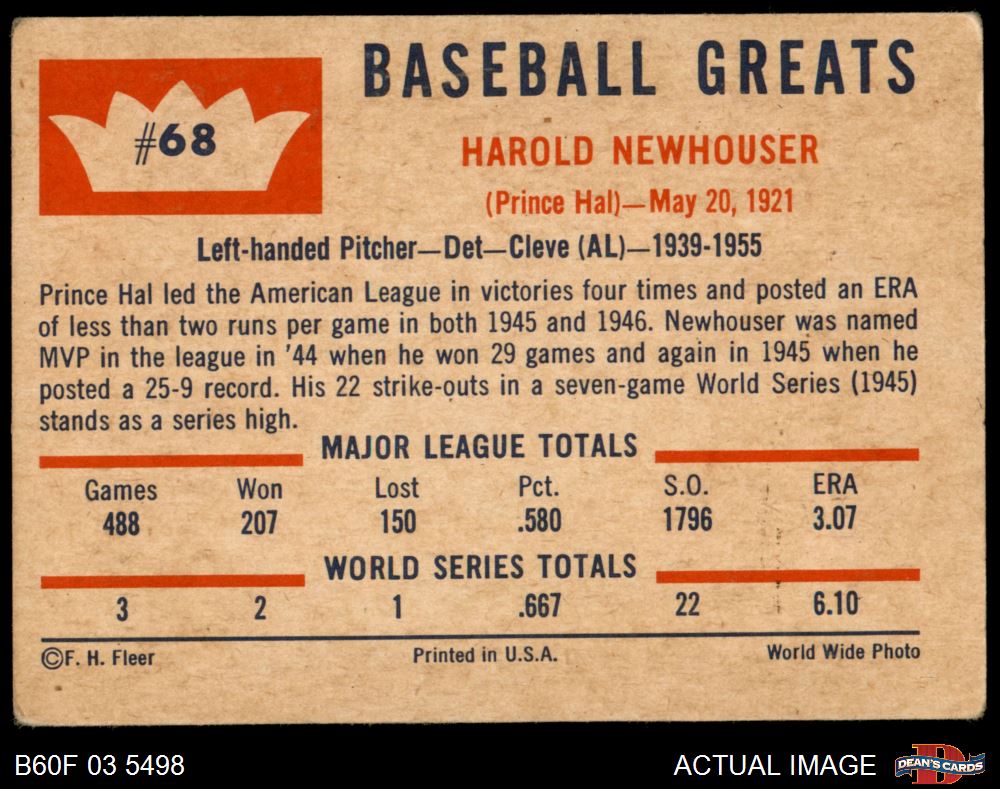 #68
BASEBALL GREATS
HAROLD NEWHOUSER
(Prince Hal)—May 20, 1921
Left-handed Pitcher—Det—Cleve (AL)—1939-1955
Prince Hal led the American League in victories four times and posted an ERA
of less than two runs per game in both 1945 and 1946. Newhouser was named
MVP in the league in '44 when he won 29 games and again in 1945 when he
posted a 25-9 record. His 22 strike-outs in a seven-game World Series (1945)
stands as a series high.
MAJOR LEAGUE TOTALS
Games Won Lost Pct. S.O. ERA
488 207 150 .580 1796 3.07
WORLD SERIES TOTALS
3 2 1 .667 22 6.10
©F. H. Fleer Printed in U.S.A. World Wide Photo
B60F 03 5498 ACTUAL IMAGE DEAN'S CARDS